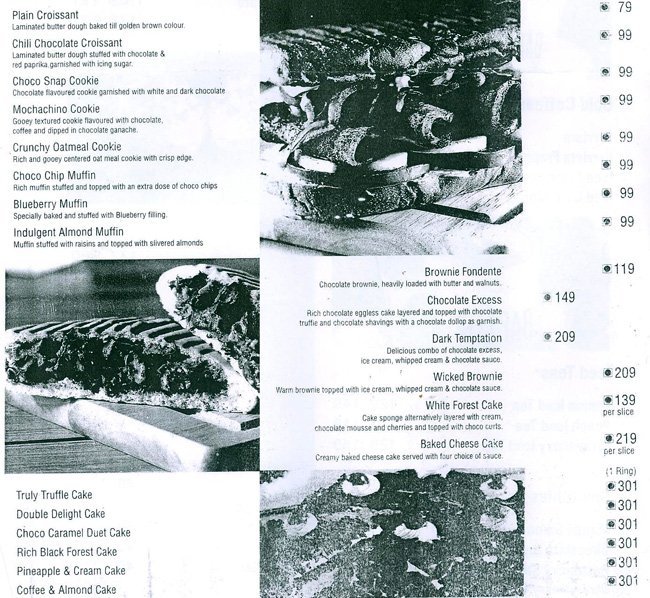 Plain Croissant 79
Laminated butter dough baked till golden brown colour.
Chili Chocolate Croissant 99
Laminated butter dough stuffed with chocolate &
red paprika,garnished with icing sugar.
Choco Snap Cookie 99
Chocolate flavoured cookie garnished with white and dark chocolate
Mochachino Cookie 99
Gooey textured cookie flavoured with chocolate,
coffee and dipped in chocolate ganache.
Crunchy Oatmeal Cookie 99
Rich and gooey centered oat meal cookie with crisp edge.
Choco Chip Muffin 99
Rich muffin stuffed and topped with an extra dose of choco chips
Blueberry Muffin 99
Specially baked and stuffed with Blueberry filling.
Indulgent Almond Muffin 99
Muffin stuffed with raisins and topped with slivered almonds
Brownie Fondente 119
Chocolate brownie, heavily loaded with butter and walnuts.
Chocolate Excess 149
Rich chocolate eggless cake layered and topped with chocolate
truffle and chocolate shavings with a chocolate dollop as garnish.
Dark Temptation 209
Delicious combo of chocolate excess,
ice cream, whipped cream & chocolate sauce.
Wicked Brownie 209
Warm brownie topped with ice cream, whipped cream & chocolate sauce.
White Forest Cake 139
per slice
Cake sponge alternatively layered with cream,
chocolate mousse and cherries and topped with choco curls.
Baked Cheese Cake 219
per slice
Creamy baked cheese cake served with four choice of sauce.
(1 Ring)
Truly Truffle Cake 301
Double Delight Cake 301
Choco Caramel Duet Cake 301
Rich Black Forest Cake 301
Pineapple & Cream Cake 301
Coffee & Almond Cake 301